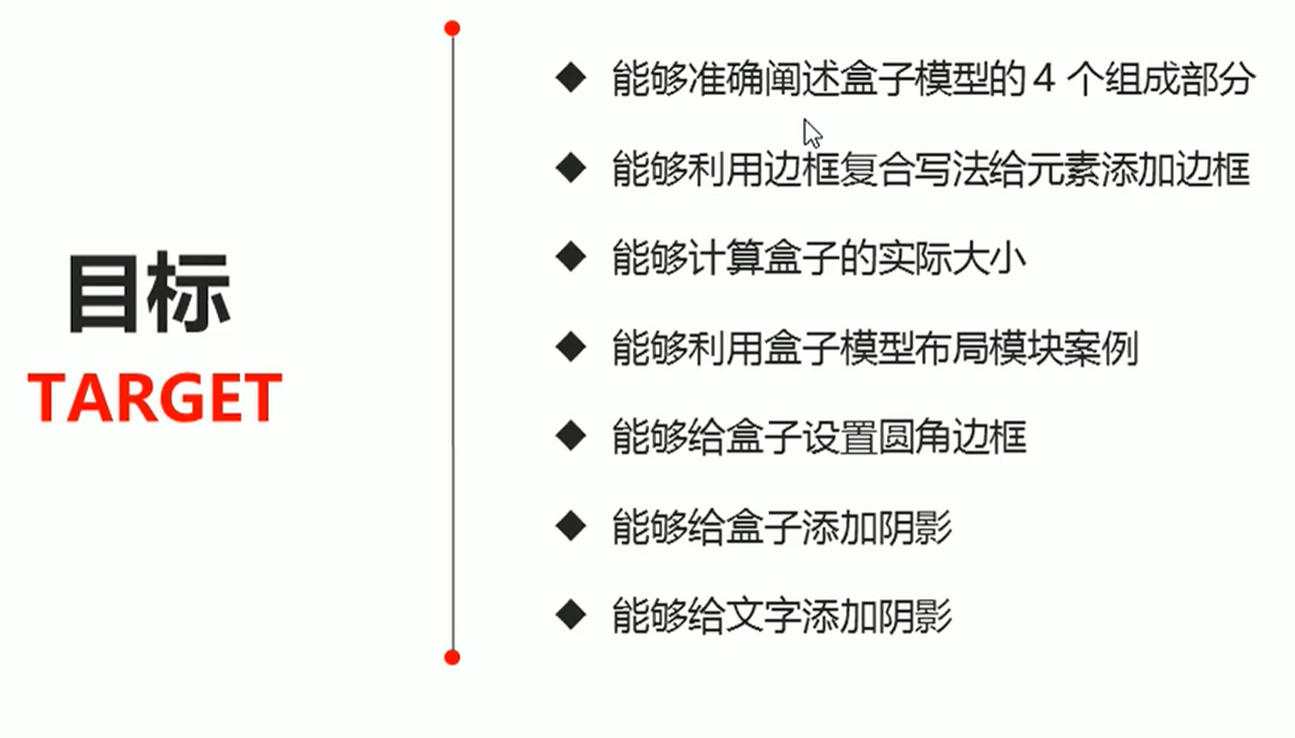 目标
TARGET
能够准确阐述盒子模型的 4 个组成部分
能够利用边框复合写法给元素添加边框
能够计算盒子的实际大小
能够利用盒子模型布局模块案例
能够给盒子设置圆角边框
能够给盒子添加阴影
能够给文字添加阴影